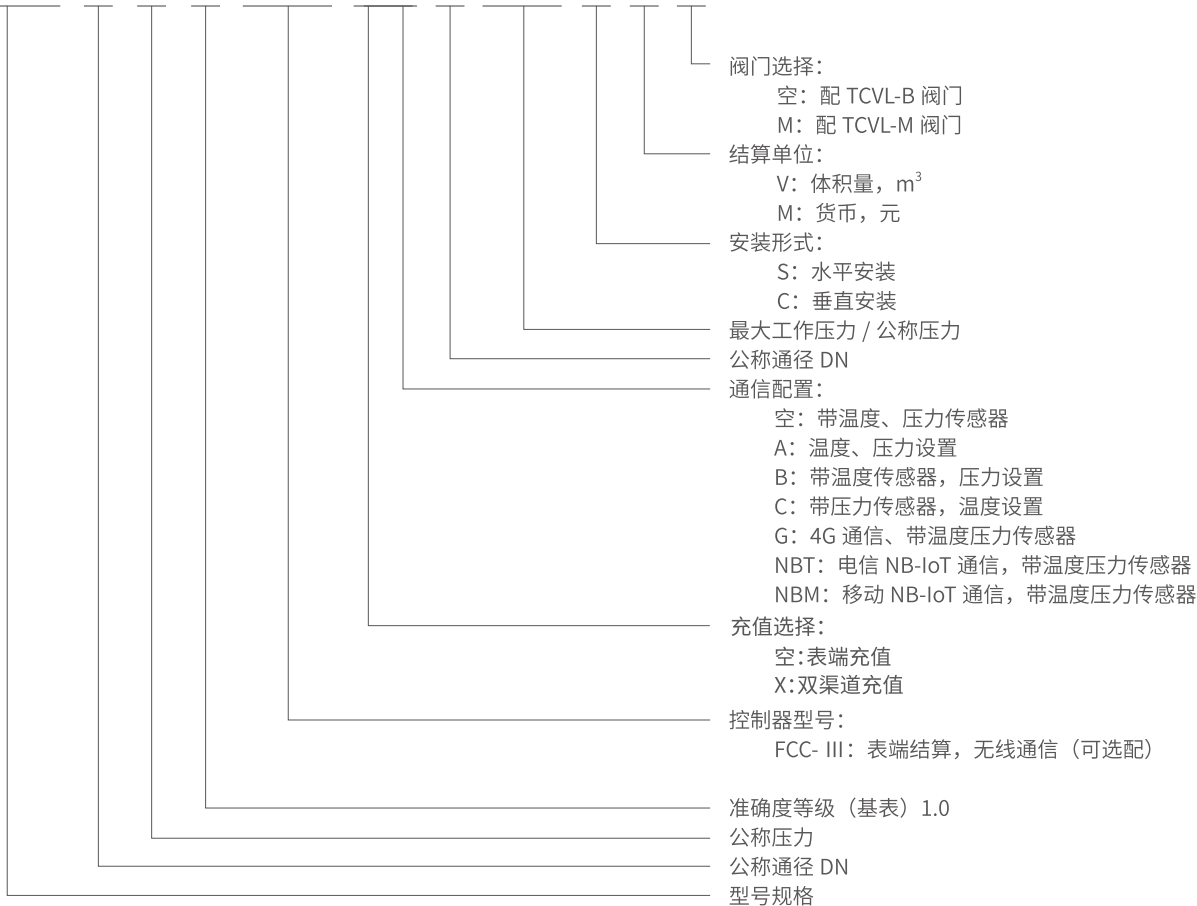 阀门选择：
空：配 TCVL-B 阀门
M：配 TCVL-M 阀门
结算单位：
V：体积量，m³
M：货币，元
安装形式：
S：水平安装
C：垂直安装
最大工作压力 / 公称压力
公称通径 DN
通信配置：
空：带温度、压力传感器
A：温度、压力设置
B：带温度传感器，压力设置
C：带压力传感器，温度设置
G：4G 通信、带温度压力传感器
NBT：电信 NB-IoT 通信，带温度压力传感器
NBM：移动 NB-IoT 通信，带温度压力传感器
充值选择：
空：表端充值
X：双渠道充值
控制器型号：
FCC- III：表端结算，无线通信（可选配）
准确度等级（基表）1.0
公称压力
公称通径 DN
型号规格